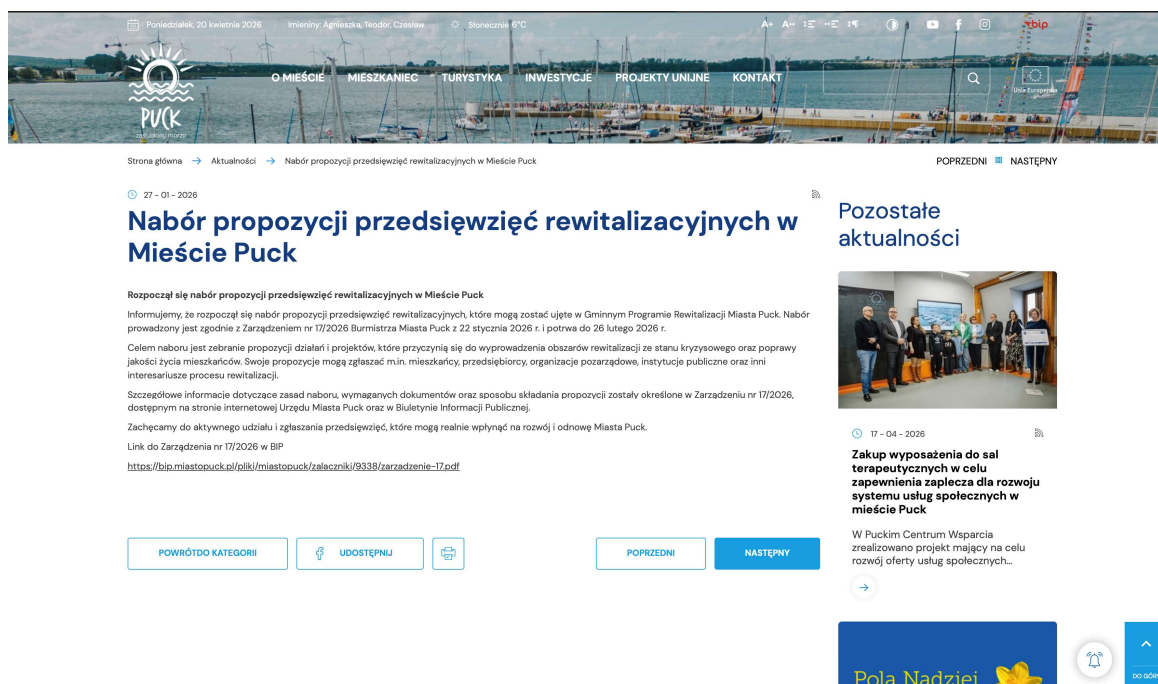 Poniedziałek, 20 kwietnia 2026
Imieniny: Agnieszka, Teodor, Czesław
Słonecznie 6°C
bip
PUCK
zaślubiony morzu
O MIEŚCIE
MIESZKANIEC
TURYSTYKA
INWESTYCJE
PROJEKTY UNIJNE
KONTAKT
Unia Europejska
Strona główna → Aktualności → Nabór propozycji przedsięwzięć rewitalizacyjnych w Mieście Puck
POPRZEDNI
NASTĘPNY
27 - 01 - 2026
Nabór propozycji przedsięwzięć rewitalizacyjnych w
Mieście Puck
Rozpoczął się nabór propozycji przedsięwzięć rewitalizacyjnych w Mieście Puck
Informujemy, że rozpoczął się nabór propozycji przedsięwzięć rewitalizacyjnych, które mogą zostać ujęte w Gminnym Programie Rewitalizacji Miasta Puck. Nabór
prowadzony jest zgodnie z Zarządzeniem nr 17/2026 Burmistrza Miasta Puck z 22 stycznia 2026 r. i potrwa do 26 lutego 2026 r.
Celem naboru jest zebranie propozycji działań i projektów, które przyczynią się do wyprowadzenia obszarów rewitalizacji ze stanu kryzysowego oraz poprawy
jakości życia mieszkańców. Swoje propozycje mogą zgłaszać m.in. mieszkańcy, przedsiębiorcy, organizacje pozarządowe, instytucje publiczne oraz inni
interesariusze procesu rewitalizacji.
Szczegółowe informacje dotyczące zasad naboru, wymaganych dokumentów oraz sposobu składania propozycji zostały określone w Zarządzeniu nr 17/2026,
dostępnym na stronie internetowej Urzędu Miasta Puck oraz w Biuletynie Informacji Publicznej.
Zachęcamy do aktywnego udziału i zgłaszania przedsięwzięć, które mogą realnie wpłynąć na rozwój i odnowę Miasta Puck.
Link do Zarządzenia nr 17/2026 w BIP
https://bip.miastopuck.pl/pliki/miastopuck/zalaczniki/9338/zarzadzenie-17.pdf
POWRÓTDO KATEGORII
UDOSTĘPNIJ
POPRZEDNI
NASTĘPNY
Pozostałe
aktualności
17 - 04 - 2026
Zakup wyposażenia do sal
terapeutycznych w celu
zapewnienia zaplecza dla rozwoju
systemu usług społecznych w
mieście Puck
W Puckim Centrum Wsparcia
zrealizowano projekt mający na celu
rozwój oferty usług społecznych...
Pola Nadziei
DO GÓRY